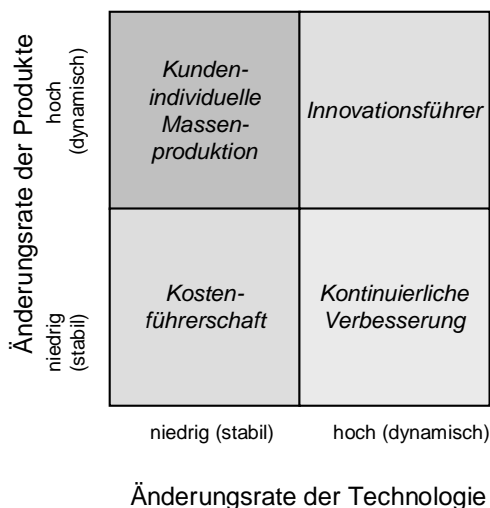 Änderungsrate der Produkte
hoch
(dynamisch)
niedrig
(stabil)
Kunden-
individuelle
Massen-
produktion
Innovationsführer
Kosten-
führerschaft
Kontinuierliche
Verbesserung
niedrig (stabil)
hoch (dynamisch)
Änderungsrate der Technologie